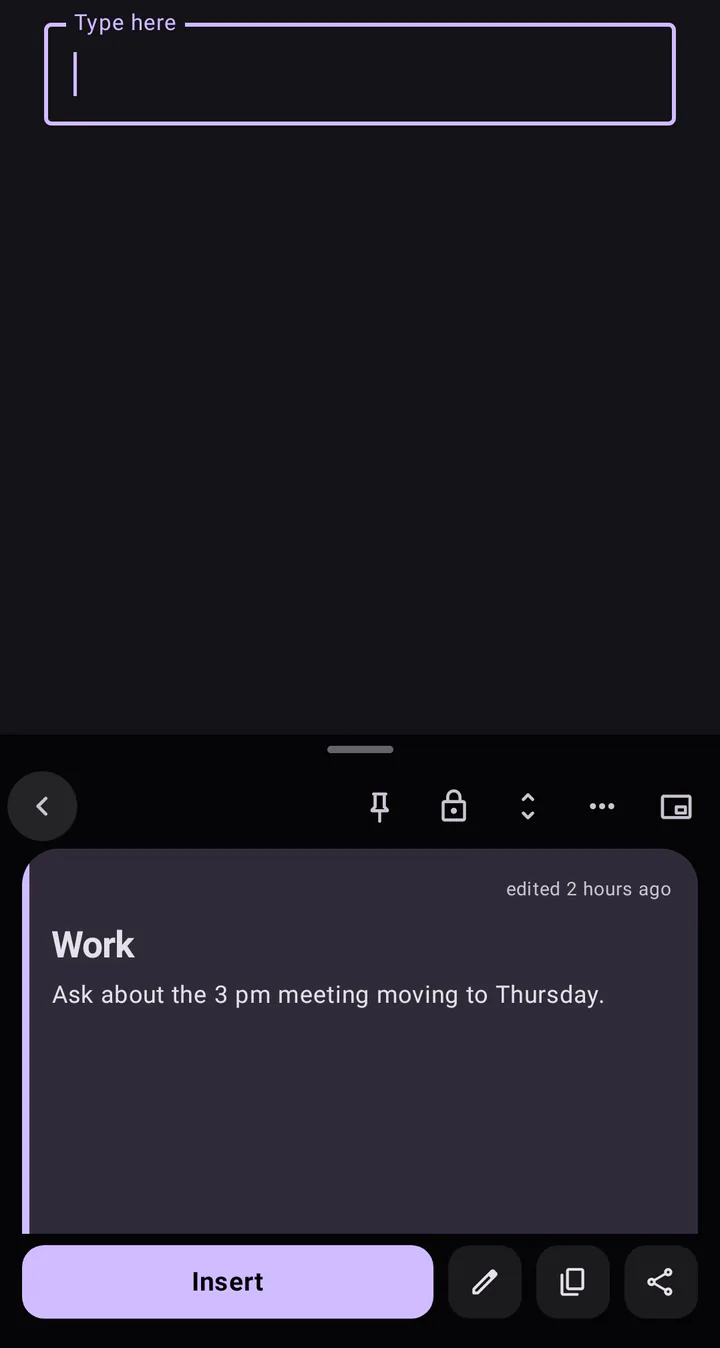 Type here
edited 2 hours ago
Work
Ask about the 3 pm meeting moving to Thursday.
Insert